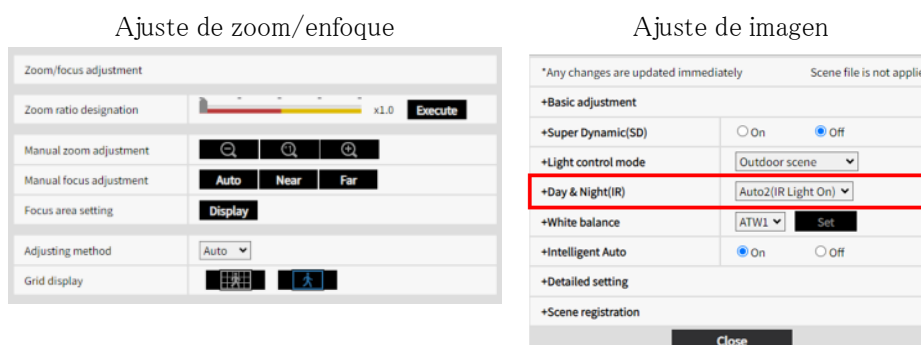 Ajuste de zoom/enfoque
Zoom/focus adjustment
Zoom ratio designation x1.0 Execute
Manual zoom adjustment
Manual focus adjustment Auto Near Far
Focus area setting Display
Adjusting method Auto
Grid display
Ajuste de imagen
*Any changes are updated immediately Scene file is not applie
+Basic adjustment
+Super Dynamic(SD) On Off
+Light control mode Outdoor scene
+Day & Night(IR) Auto2(IR Light On)
+White balance ATW1 Set
+Intelligent Auto On Off
+Detailed setting
+Scene registration
Close